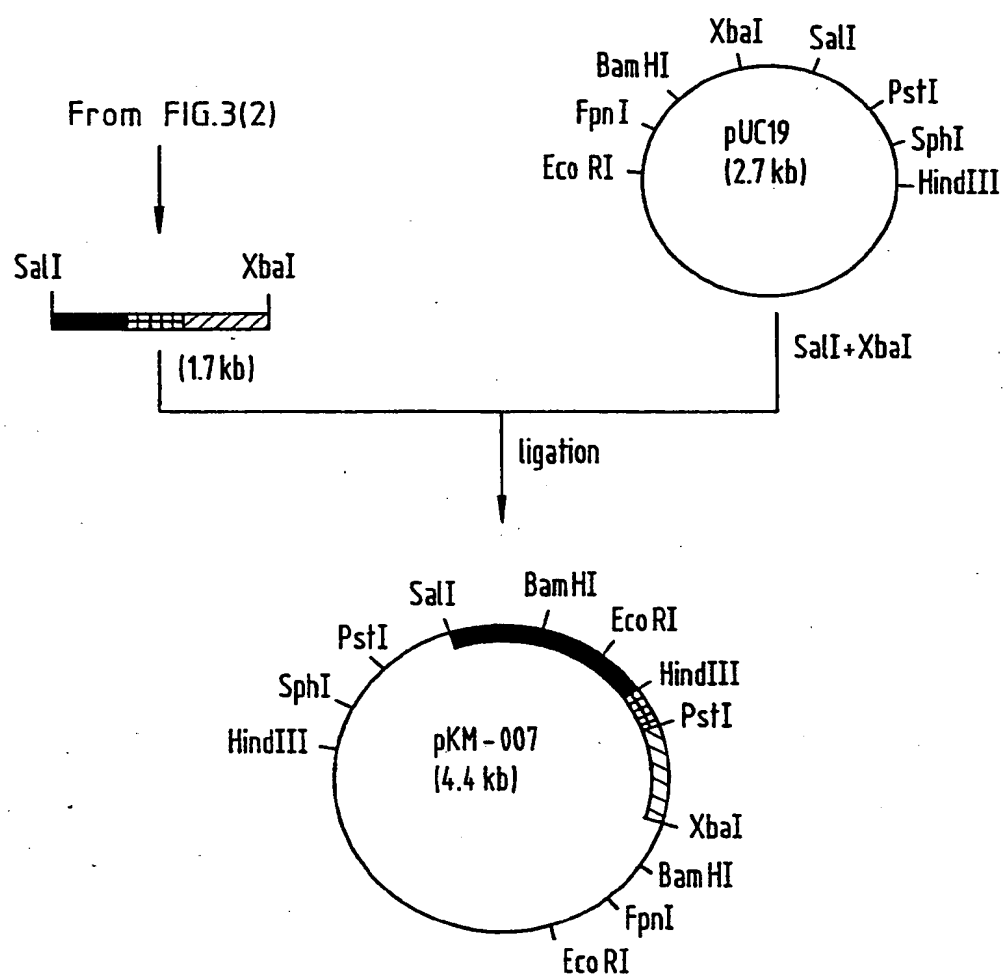 From FIG.3(2)
SalI
XbaI
(1.7 kb)
XbaI
SalI
BamHI
PstI
FpnI
SphI
EcoRI
HindIII
pUC19
(2.7 kb)
SalI+XbaI
ligation
SalI
BamHI
EcoRI
PstI
HindIII
SphI
PstI
HindIII
pKM-007
(4.4 kb)
XbaI
BamHI
FpnI
EcoRI